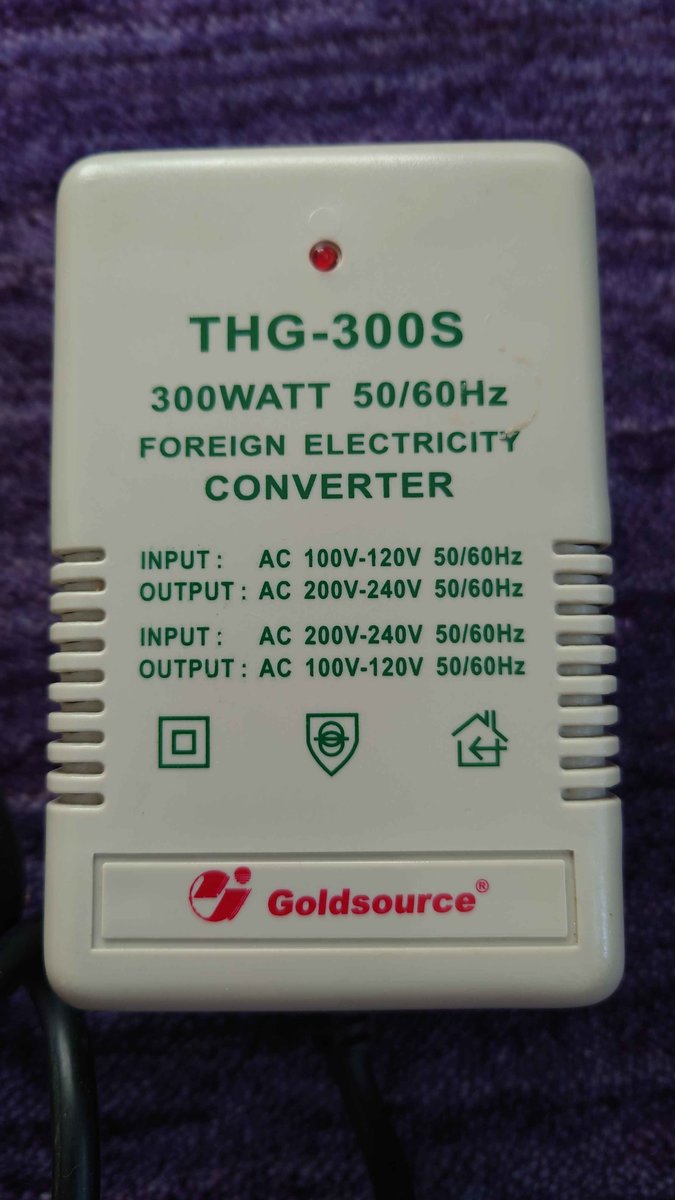 THG-300S
300WATT 50/60Hz
FOREIGN ELECTRICITY
CONVERTER
INPUT : AC 100V-120V 50/60Hz
OUTPUT : AC 200V-240V 50/60Hz
INPUT : AC 200V-240V 50/60Hz
OUTPUT : AC 100V-120V 50/60Hz
Goldsource®